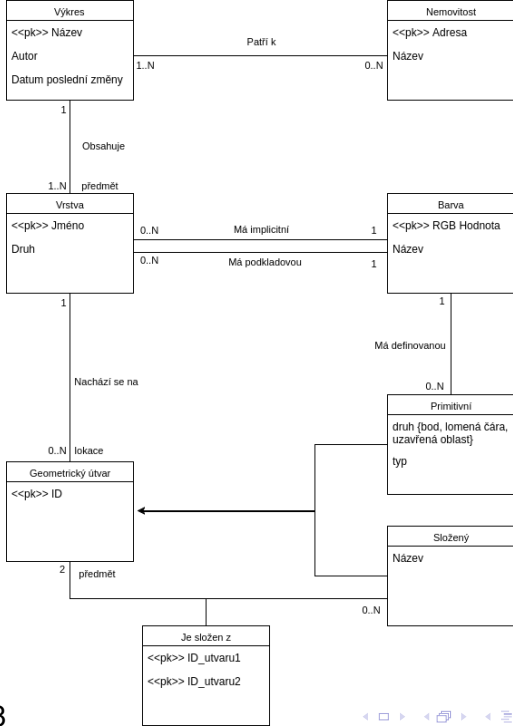 Výkres
<<pk>> Název
Autor
Datum poslední změny
Patří k
1..N
0..N
Nemovitost
<<pk>> Adresa
Název
1
Obsahuje
1..N
předmět
Vrstva
<<pk>> Jméno
Druh
0..N
Má implicitní
1
0..N
Má podkladovou
1
Barva
<<pk>> RGB Hodnota
Název
1
Nachází se na
0..N
lokace
1
Má definovanou
0..N
Primitivní
druh {bod, lomená čára,
uzavřená oblast}
typ
Geometrický útvar
<<pk>> ID
Složený
Název
2
předmět
0..N
Je složen z
<<pk>> ID_utvaru1
<<pk>> ID_utvaru2